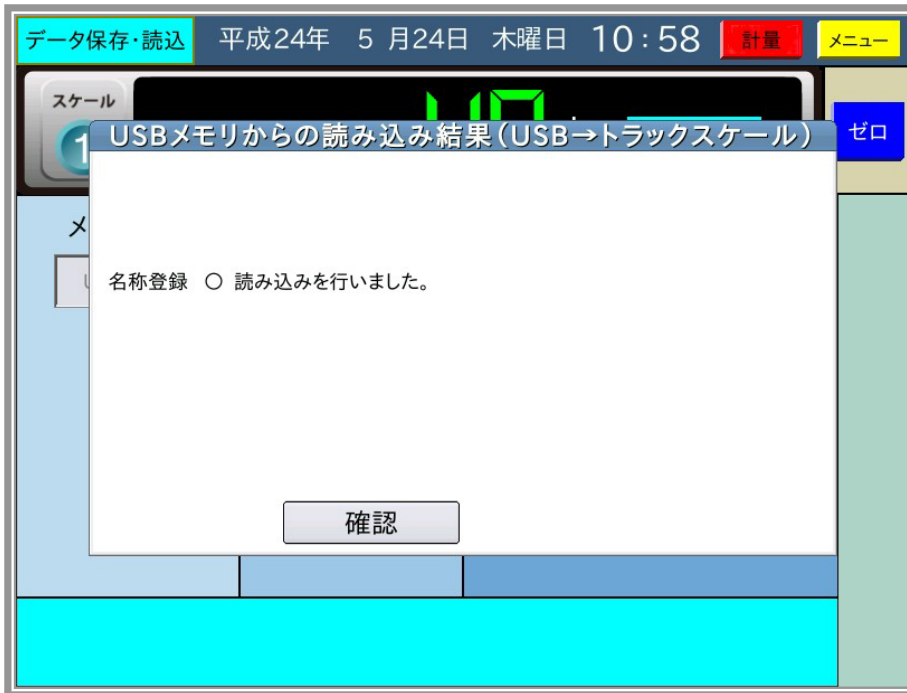 データ保存･読込 平成24年 5月24日 木曜日 10:58 計量 メニュー
スケール
1
ゼロ
USBメモリからの読み込み結果(USB→トラックスケール)
メ
名称登録 ○ 読み込みを行いました。
確認